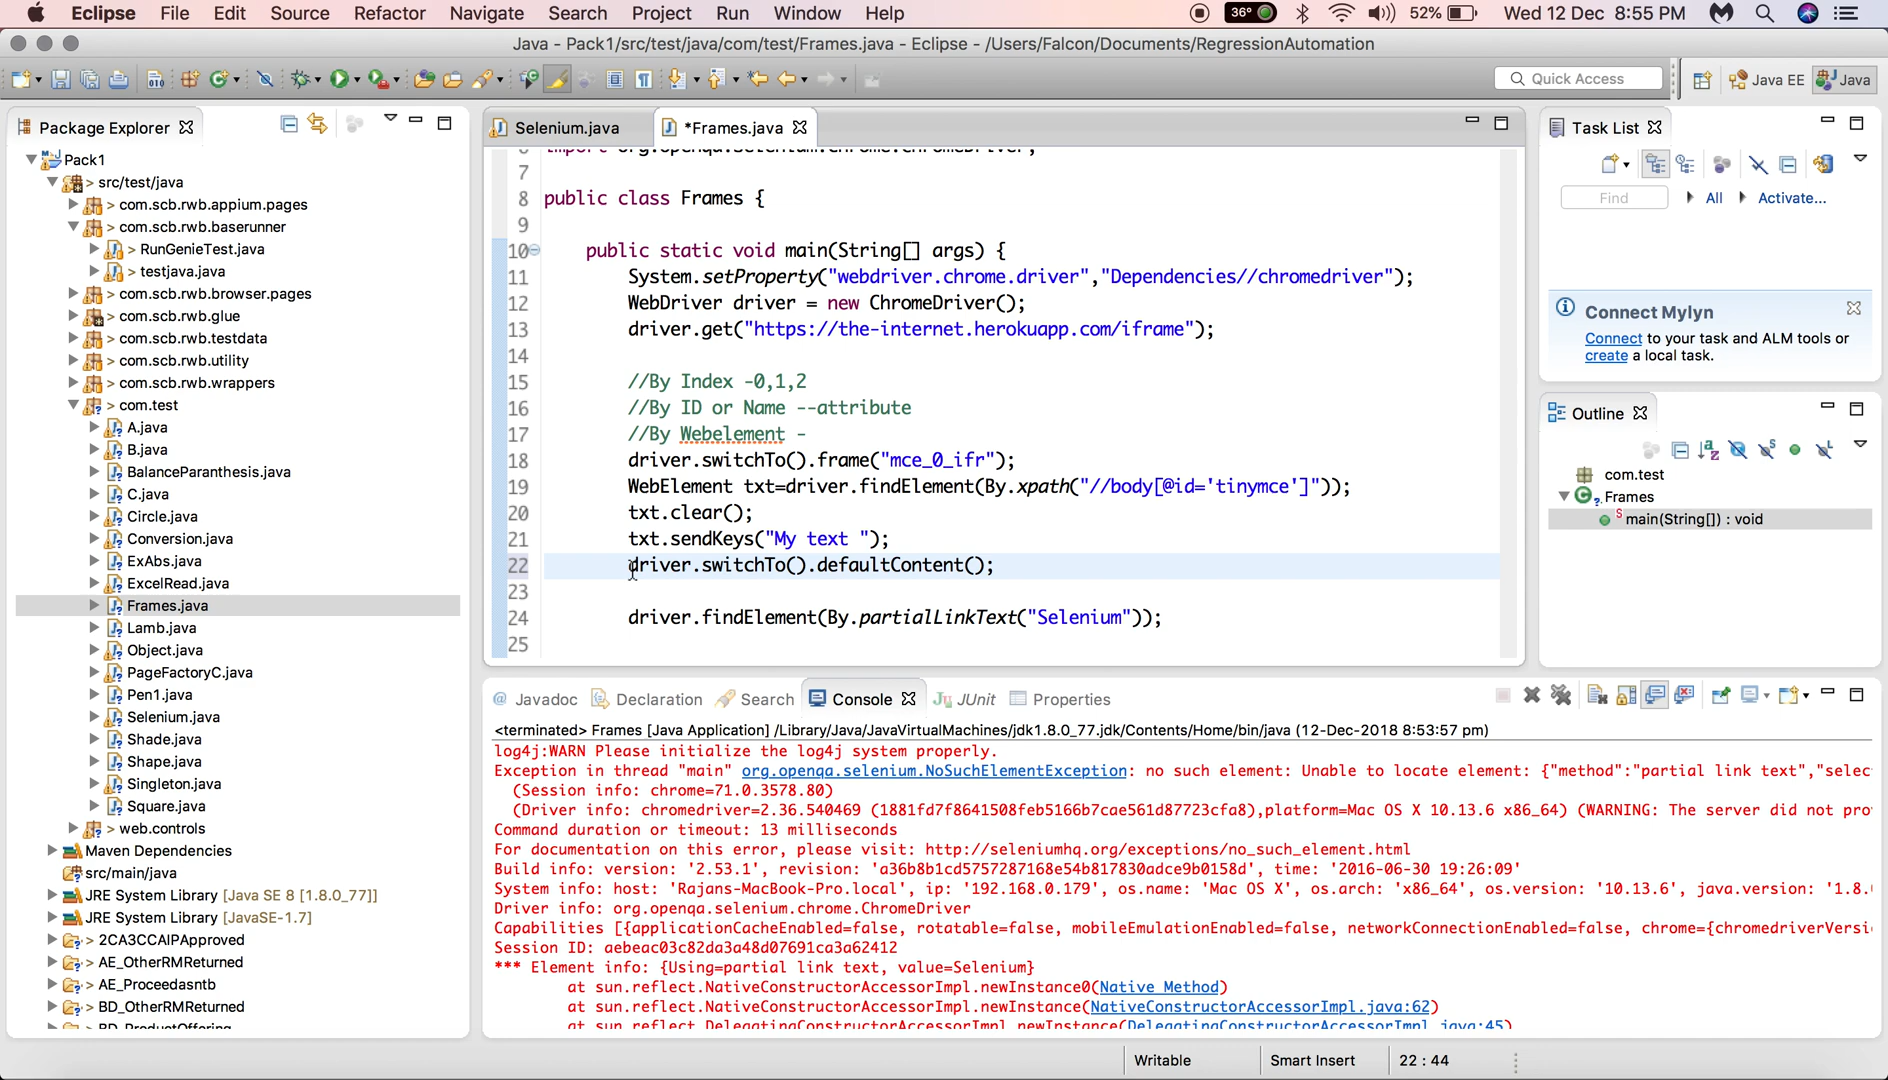 Eclipse File Edit Source Refactor Navigate Search Project Run Window Help 36° 52% Wed 12 Dec 8:55 PM
Java - Pack1/src/test/java/com/test/Frames.java - Eclipse - /Users/Falcon/Documents/RegressionAutomation
Quick Access Java EE Java
Package Explorer
Pack1
> src/test/java
> com.scb.rwb.appium.pages
> com.scb.rwb.baserunner
> RunGenieTest.java
> testjava.java
> com.scb.rwb.browser.pages
> com.scb.rwb.glue
> com.scb.rwb.testdata
> com.scb.rwb.utility
> com.scb.rwb.wrappers
> com.test
A.java
B.java
BalanceParanthesis.java
C.java
Circle.java
Conversion.java
ExAbs.java
ExcelRead.java
Frames.java
Lamb.java
Object.java
PageFactoryC.java
Pen1.java
Selenium.java
Shade.java
Shape.java
Singleton.java
Square.java
> web.controls
Maven Dependencies
src/main/java
JRE System Library [Java SE 8 [1.8.0_77]]
JRE System Library [JavaSE-1.7]
> 2CA3CCAIPApproved
> AE_OtherRMReturned
> AE_Proceedasntb
> BD_OtherRMReturned
> BD_ProductOffering
Selenium.java *Frames.java
6 import org.openqa.selenium.chrome.ChromeDriver;
7
8 public class Frames {
9
10 public static void main(String[] args) {
11 System.setProperty("webdriver.chrome.driver","Dependencies//chromedriver");
12 WebDriver driver = new ChromeDriver();
13 driver.get("https://the-internet.herokuapp.com/iframe");
14
15 //By Index -0,1,2
16 //By ID or Name --attribute
17 //By Webelement -
18 driver.switchTo().frame("mce_0_ifr");
19 WebElement txt=driver.findElement(By.xpath("//body[@id='tinymce']"));
20 txt.clear();
21 txt.sendKeys("My text ");
22 driver.switchTo().defaultContent();
23
24 driver.findElement(By.partialLinkText("Selenium"));
25
Task List
Find All Activate...
Connect Mylyn
Connect to your task and ALM tools or
create a local task.
Outline
com.test
Frames
S main(String[]) : void
@ Javadoc Declaration Search Console JUnit Properties
<terminated> Frames [Java Application] /Library/Java/JavaVirtualMachines/jdk1.8.0_77.jdk/Contents/Home/bin/java (12-Dec-2018 8:53:57 pm)
log4j:WARN Please initialize the log4j system properly.
Exception in thread "main" org.openqa.selenium.NoSuchElementException: no such element: Unable to locate element: {"method":"partial link text","selec
(Session info: chrome=71.0.3578.80)
(Driver info: chromedriver=2.36.540469 (1881fd7f8641508feb5166b7cae561d87723cfa8),platform=Mac OS X 10.13.6 x86_64) (WARNING: The server did not pro
Command duration or timeout: 13 milliseconds
For documentation on this error, please visit: http://seleniumhq.org/exceptions/no_such_element.html
Build info: version: '2.53.1', revision: 'a36b8b1cd5757287168e54b817830adce9b0158d', time: '2016-06-30 19:26:09'
System info: host: 'Rajans-MacBook-Pro.local', ip: '192.168.0.179', os.name: 'Mac OS X', os.arch: 'x86_64', os.version: '10.13.6', java.version: '1.8.
Driver info: org.openqa.selenium.chrome.ChromeDriver
Capabilities [{applicationCacheEnabled=false, rotatable=false, mobileEmulationEnabled=false, networkConnectionEnabled=false, chrome={chromedriverVersi
Session ID: aebeac03c82da3a48d07691ca3a62412
*** Element info: {Using=partial link text, value=Selenium}
at sun.reflect.NativeConstructorAccessorImpl.newInstance0(Native Method)
at sun.reflect.NativeConstructorAccessorImpl.newInstance(NativeConstructorAccessorImpl.java:62)
at sun.reflect.DelegatingConstructorAccessorImpl.newInstance(DelegatingConstructorAccessorImpl.java:45)
Writable Smart Insert 22 : 44